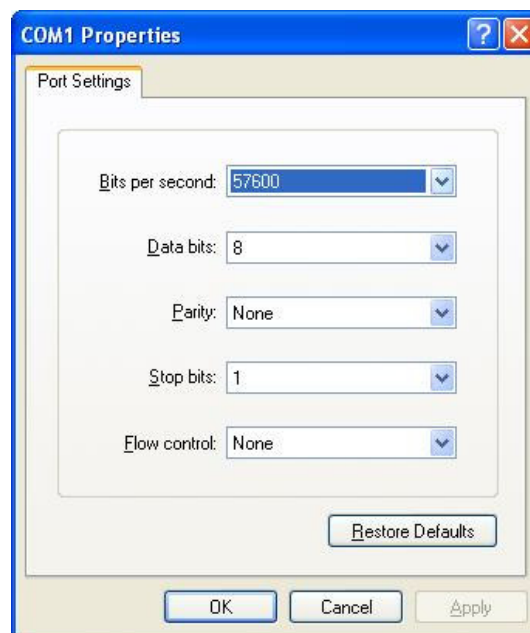 COM1 Properties
Port Settings
Bits per second: 57600
Data bits: 8
Parity: None
Stop bits: 1
Flow control: None
Restore Defaults
OK Cancel Apply